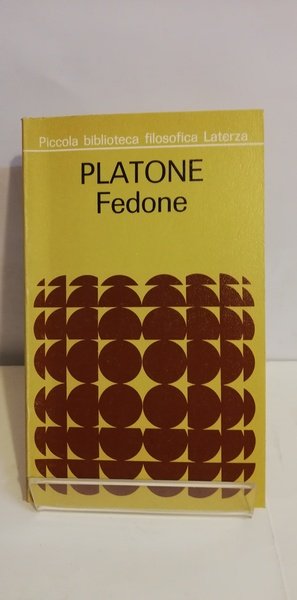 Piccola biblioteca filosofica Laterza
PLATONE
Fedone